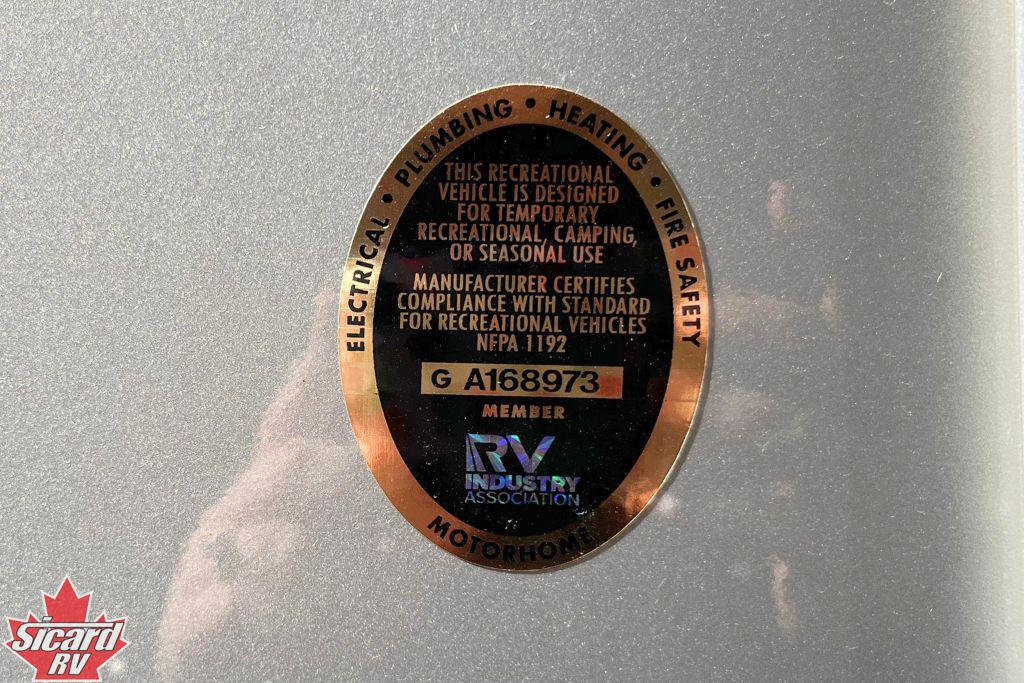 ELECTRICAL • PLUMBING • HEATING • FIRE SAFETY
THIS RECREATIONAL
VEHICLE IS DESIGNED
FOR TEMPORARY
RECREATIONAL, CAMPING,
OR SEASONAL USE
MANUFACTURER CERTIFIES
COMPLIANCE WITH STANDARD
FOR RECREATIONAL VEHICLES
NFPA 1192
G A168973
MEMBER
RV
INDUSTRY
ASSOCIATION
MOTORHOME
Sicard
RV